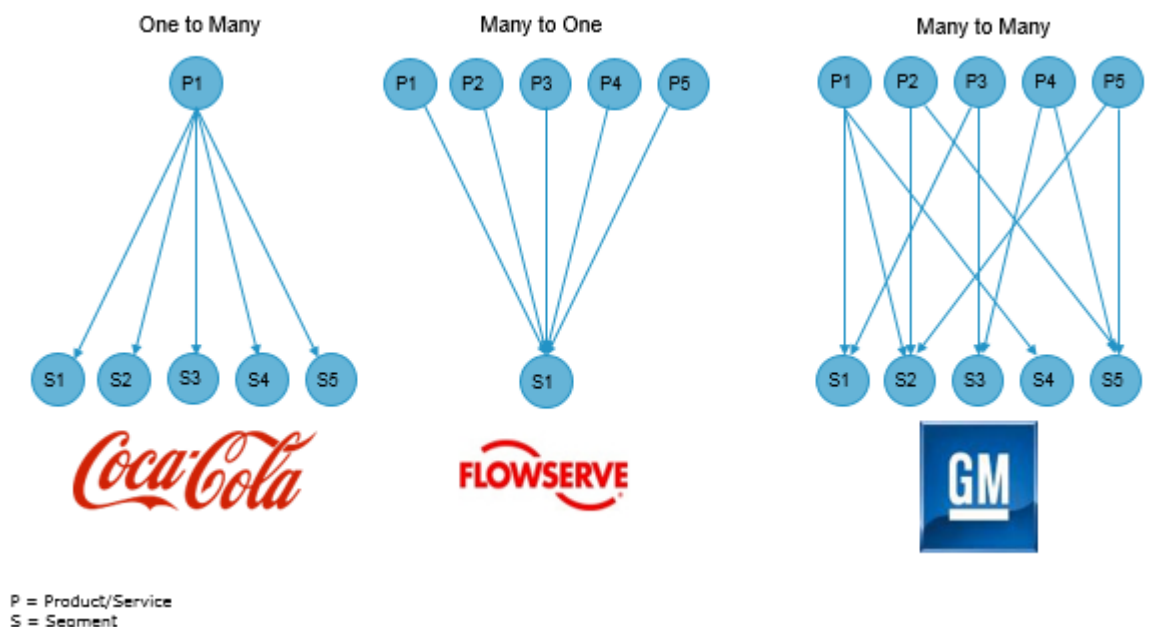 One to Many
P1
S1 S2 S3 S4 S5
Coca-Cola
Many to One
P1 P2 P3 P4 P5
S1
FLOWSERVE
Many to Many
P1 P2 P3 P4 P5
S1 S2 S3 S4 S5
GM
P = Product/Service
S = Segment